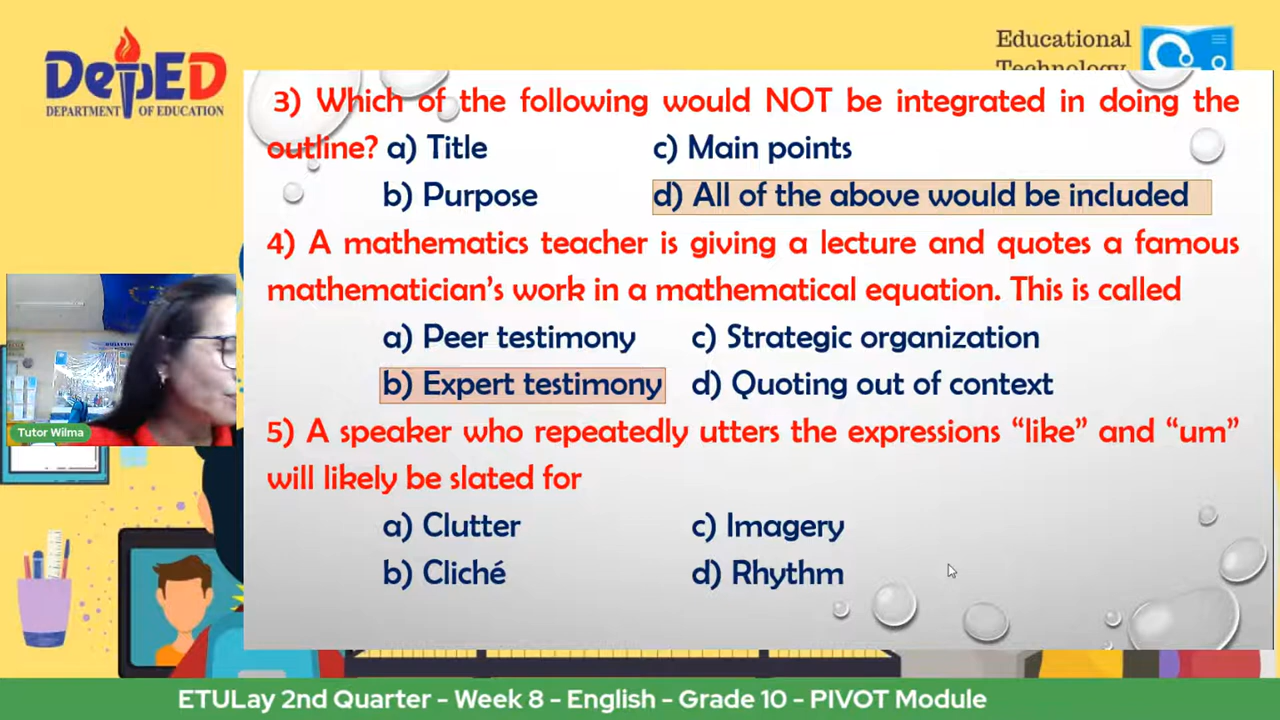 DepED
DEPARTMENT OF EDUCATION
Educational
Technology
3) Which of the following would NOT be integrated in doing the
outline? a) Title c) Main points
b) Purpose d) All of the above would be included
4) A mathematics teacher is giving a lecture and quotes a famous
mathematician's work in a mathematical equation. This is called
a) Peer testimony c) Strategic organization
b) Expert testimony d) Quoting out of context
5) A speaker who repeatedly utters the expressions “like” and “um”
will likely be slated for
a) Clutter c) Imagery
b) Cliché d) Rhythm
Tutor Wilma
ETULay 2nd Quarter - Week 8 - English - Grade 10 - PIVOT Module